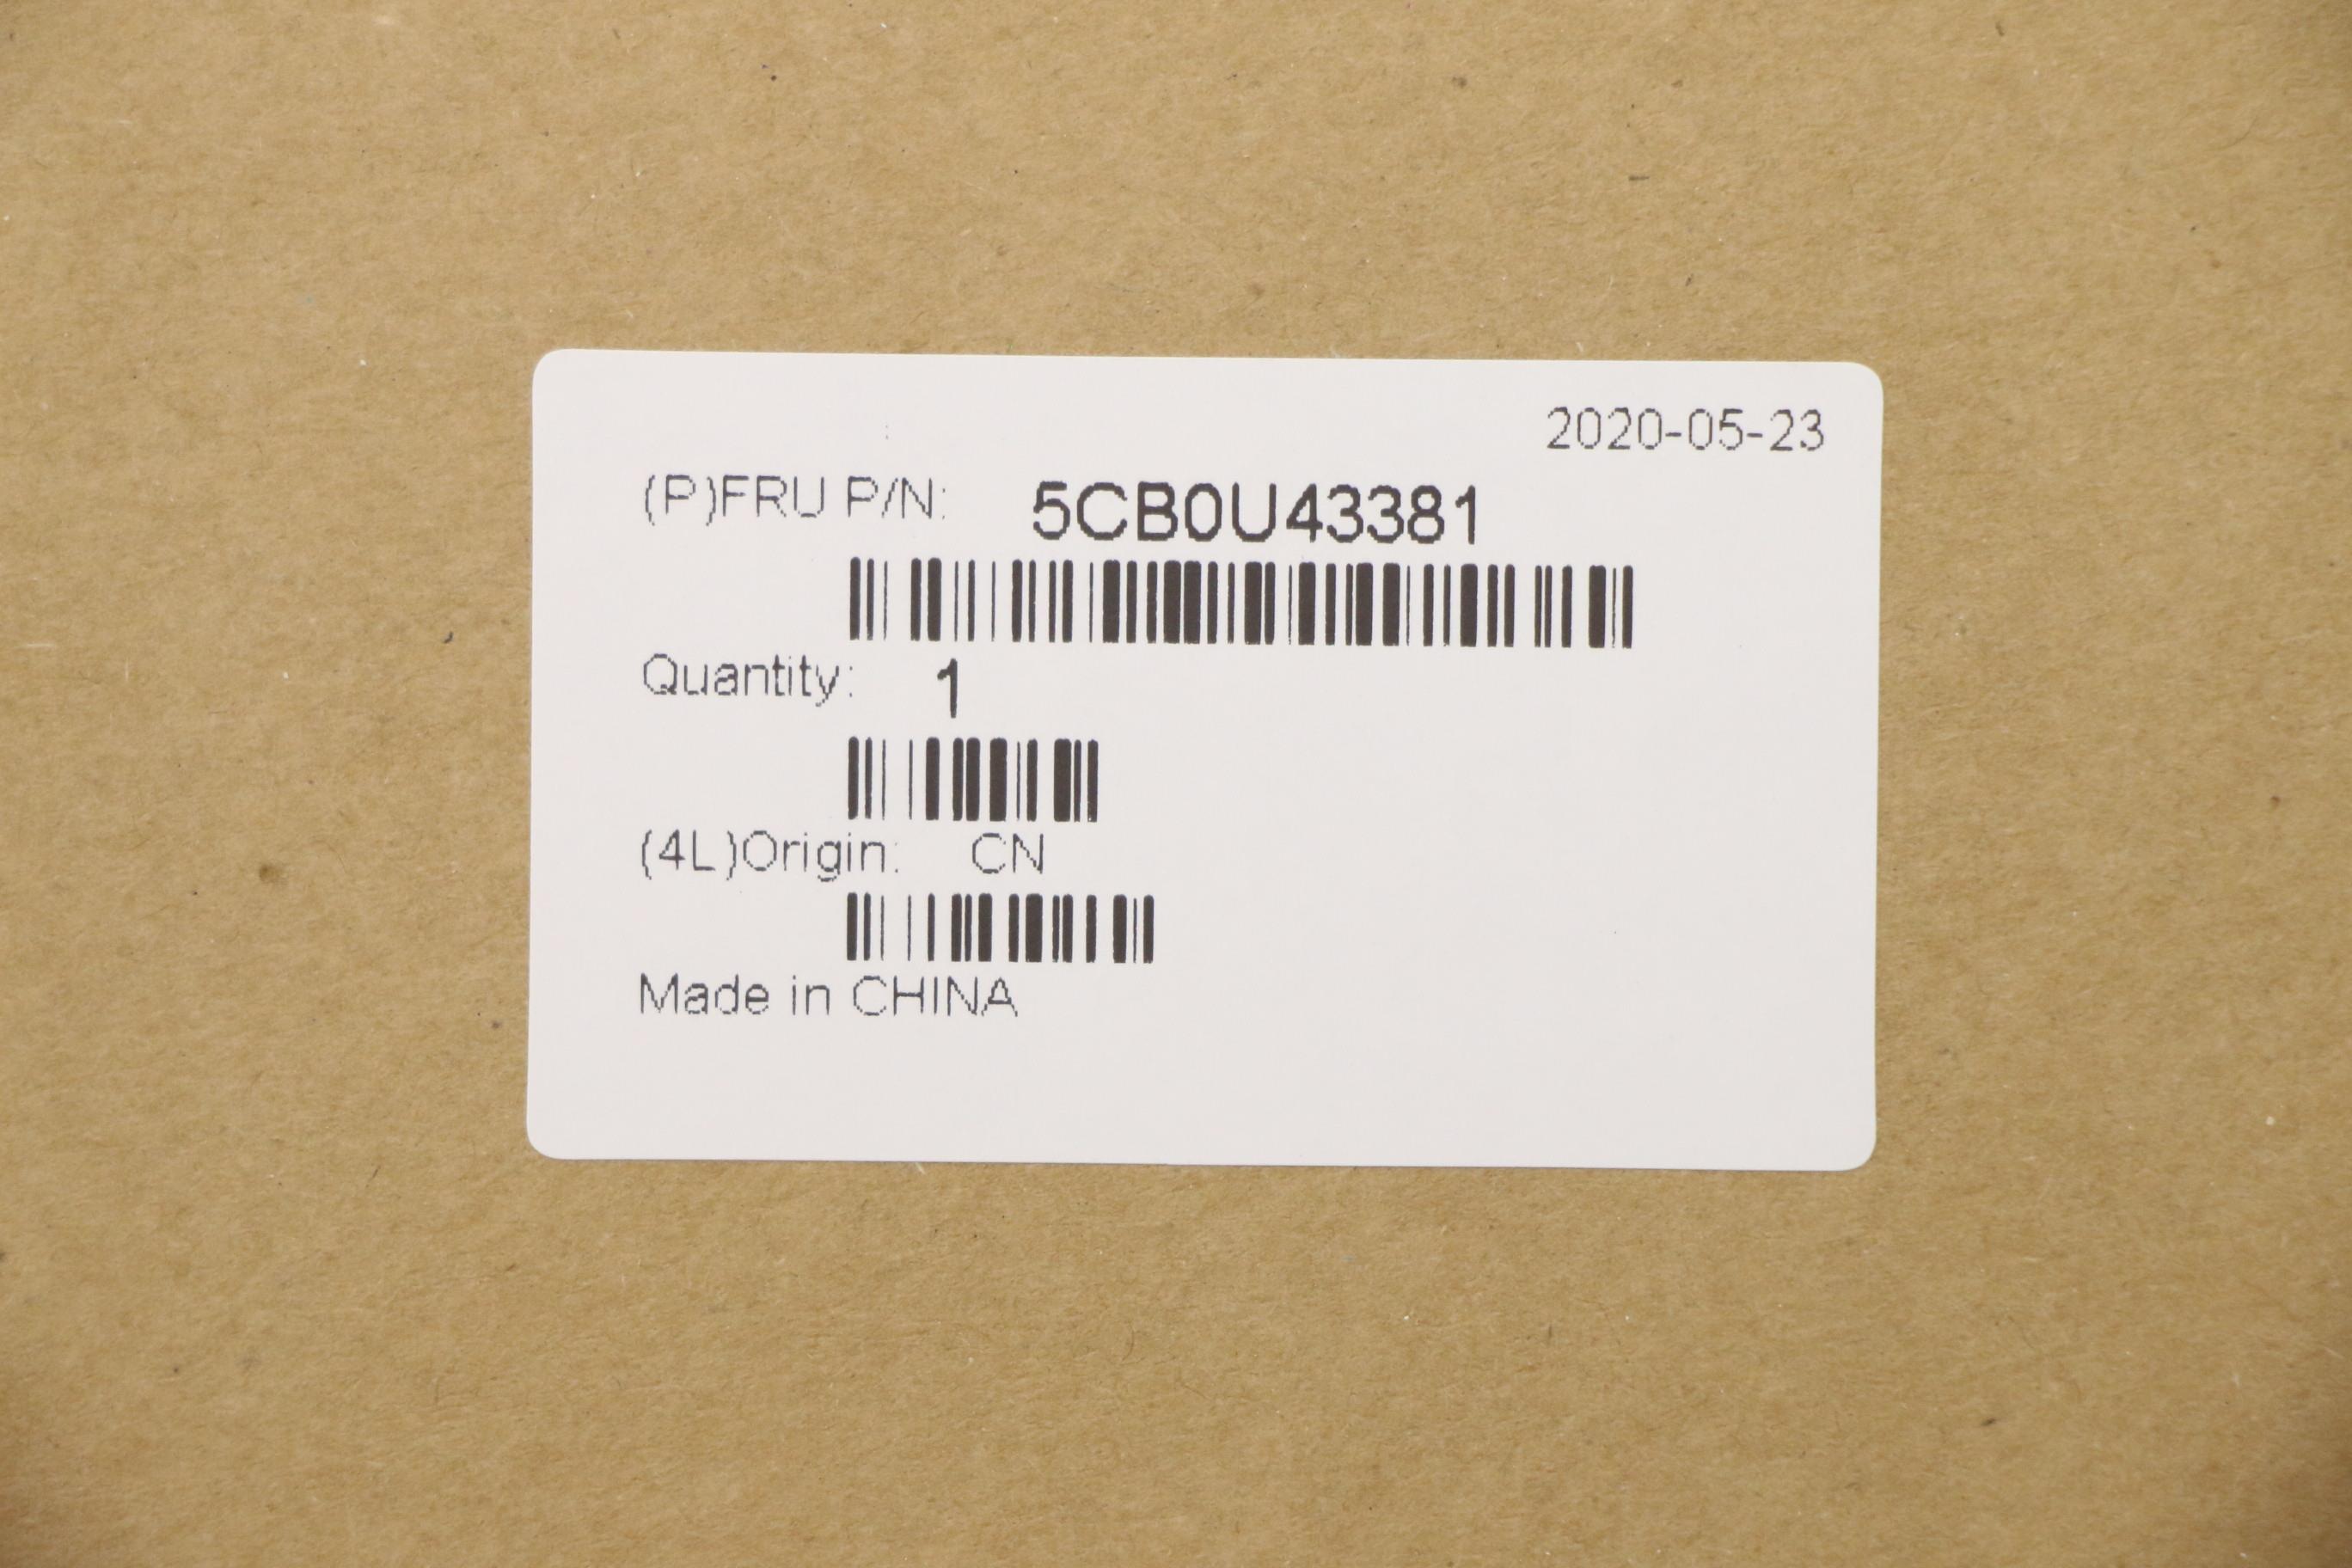 2020-05-23
(P)FRU P/N: 5CB0U43381
Quantity: 1
(4L)Origin: CN
Made in CHINA